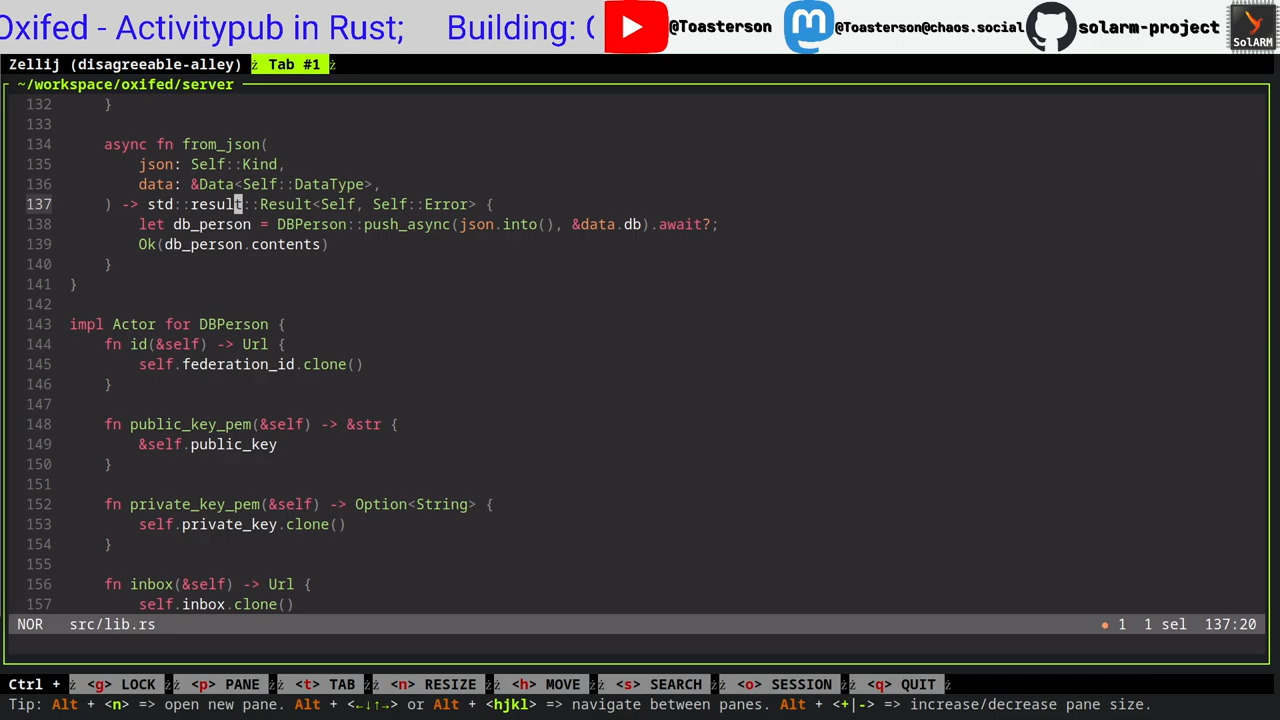 Oxifed - Activitypub in Rust;    Building:
@Toasterson
@Toasterson@chaos.social
solarm-project
SolARM
Zellij (disagreeable-alley)  Tab #1
~/workspace/oxifed/server
132     }
133
134     async fn from_json(
135         json: Self::Kind,
136         data: &Data<Self::DataType>,
137     ) -> std::result::Result<Self, Self::Error> {
138         let db_person = DBPerson::push_async(json.into(), &data.db).await?;
139         Ok(db_person.contents)
140     }
141 }
142
143 impl Actor for DBPerson {
144     fn id(&self) -> Url {
145         self.federation_id.clone()
146     }
147
148     fn public_key_pem(&self) -> &str {
149         &self.public_key
150     }
151
152     fn private_key_pem(&self) -> Option<String> {
153         self.private_key.clone()
154     }
155
156     fn inbox(&self) -> Url {
157         self.inbox.clone()
NOR   src/lib.rs   ● 1  1 sel  137:20
Ctrl +  <g> LOCK  <p> PANE  <t> TAB  <n> RESIZE  <h> MOVE  <s> SEARCH  <o> SESSION  <q> QUIT
Tip: Alt + <n> => open new pane. Alt + <←↓↑→> or Alt + <hjkl> => navigate between panes. Alt + <+|-> => increase/decrease pane size.